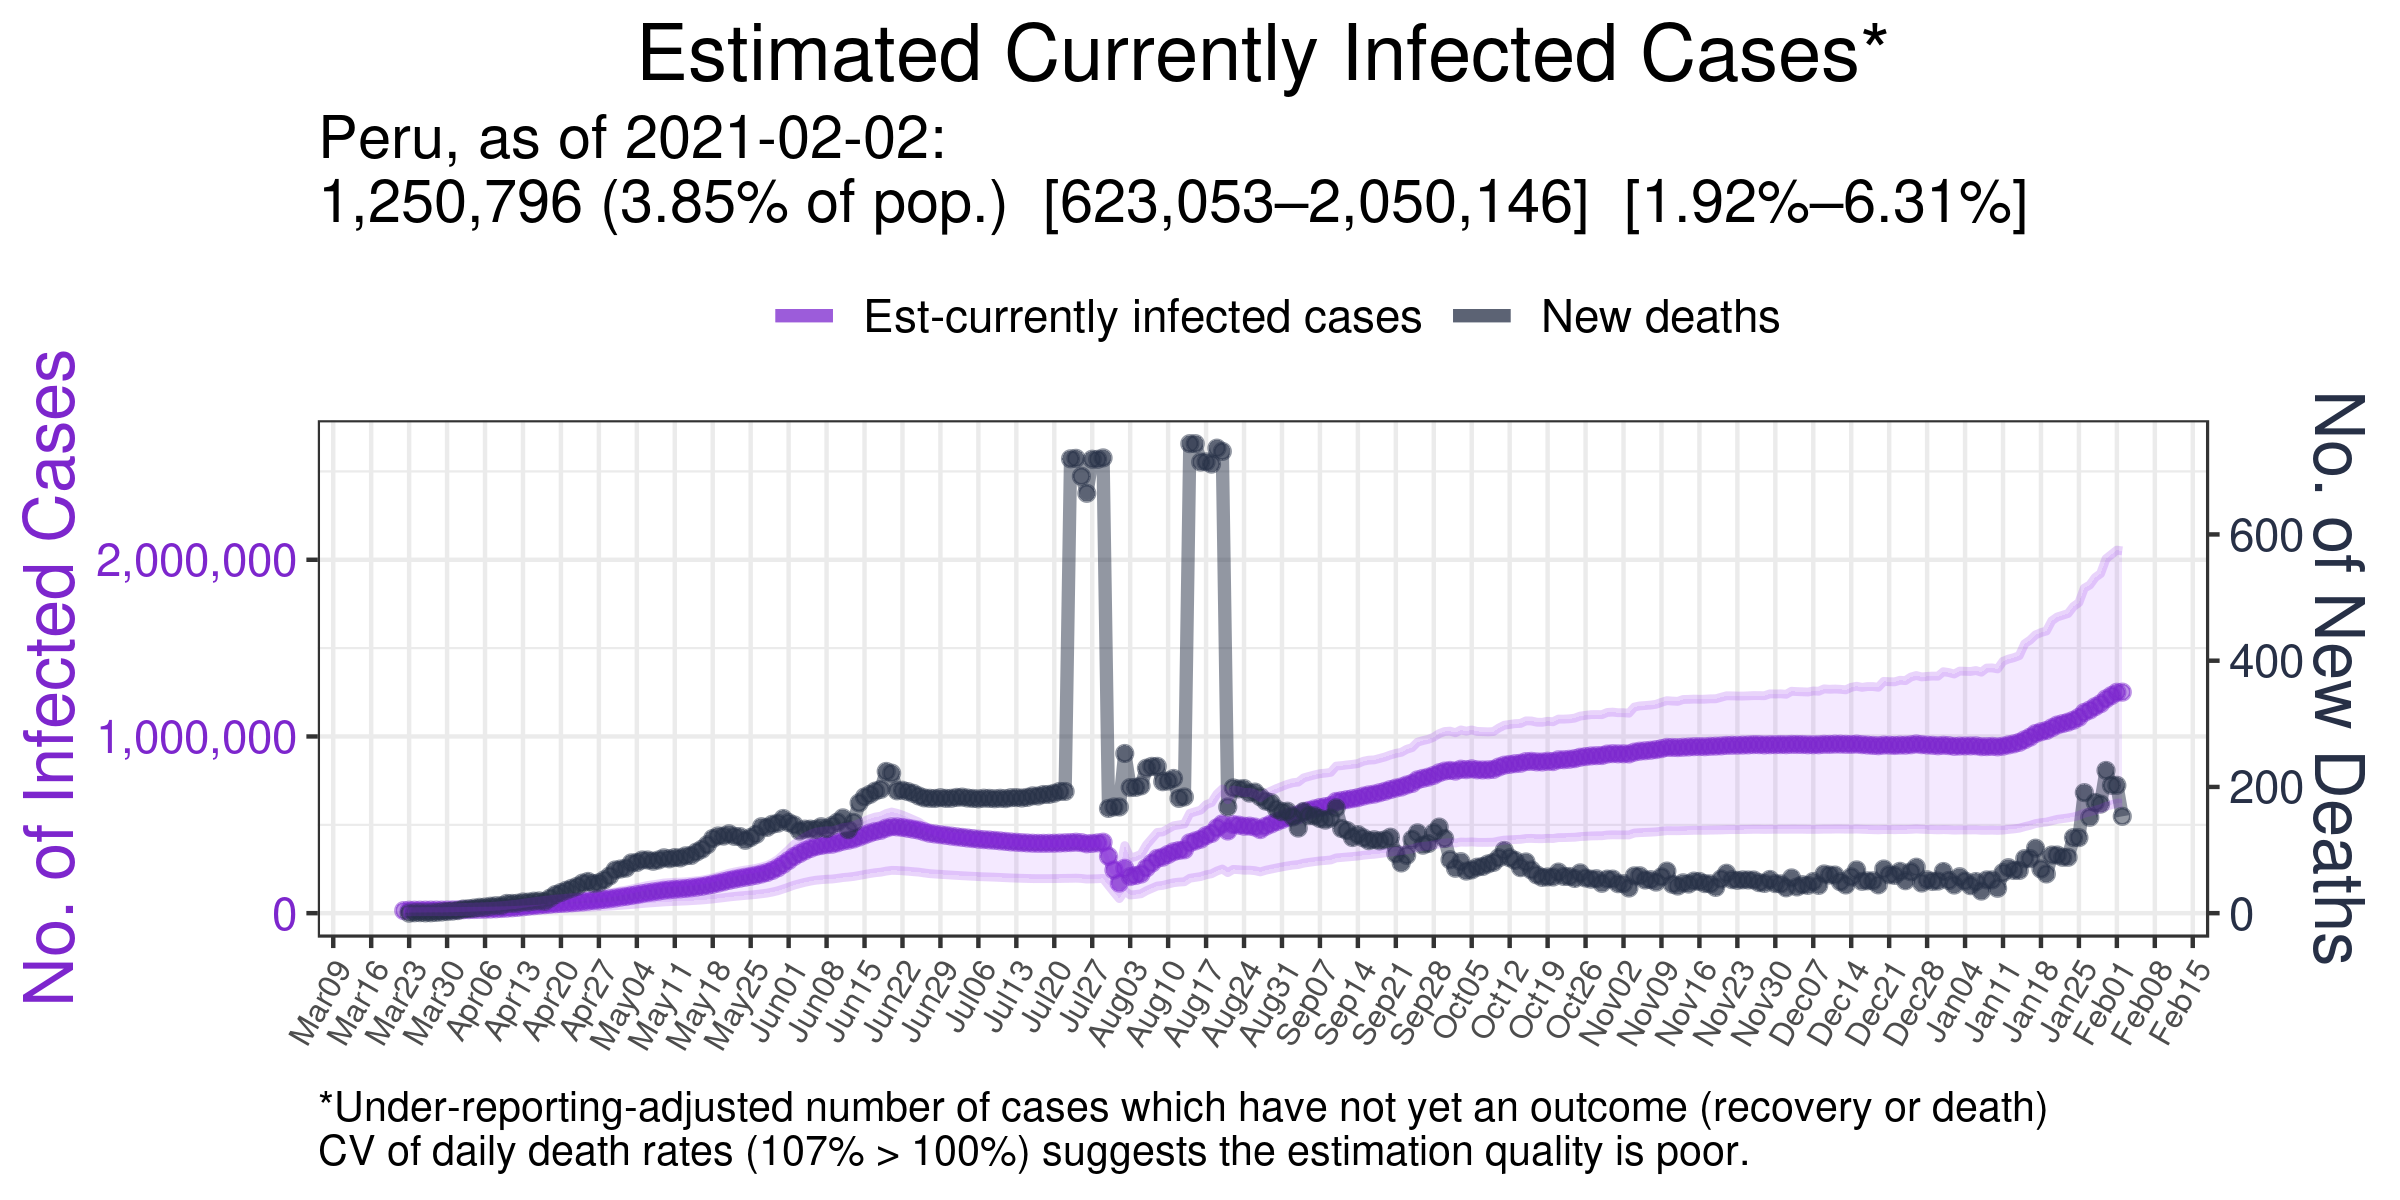 Estimated Currently Infected Cases*
Peru, as of 2021-02-02:
1,250,796 (3.85% of pop.) [623,053–2,050,146] [1.92%–6.31%]
Est-currently infected cases New deaths
No. of Infected Cases
2,000,000
1,000,000
0
600
400
200
0
No. of New Deaths
Mar09 Mar16 Mar23 Mar30 Apr06 Apr13 Apr20 Apr27 May04 May11 May18 May25 Jun01 Jun08 Jun15 Jun22 Jun29 Jul06 Jul13 Jul20 Jul27 Aug03 Aug10 Aug17 Aug24 Aug31 Sep07 Sep14 Sep21 Sep28 Oct05 Oct12 Oct19 Oct26 Nov02 Nov09 Nov16 Nov23 Nov30 Dec07 Dec14 Dec21 Dec28 Jan04 Jan11 Jan18 Jan25 Feb01 Feb08 Feb15
*Under-reporting-adjusted number of cases which have not yet an outcome (recovery or death)
CV of daily death rates (107% > 100%) suggests the estimation quality is poor.